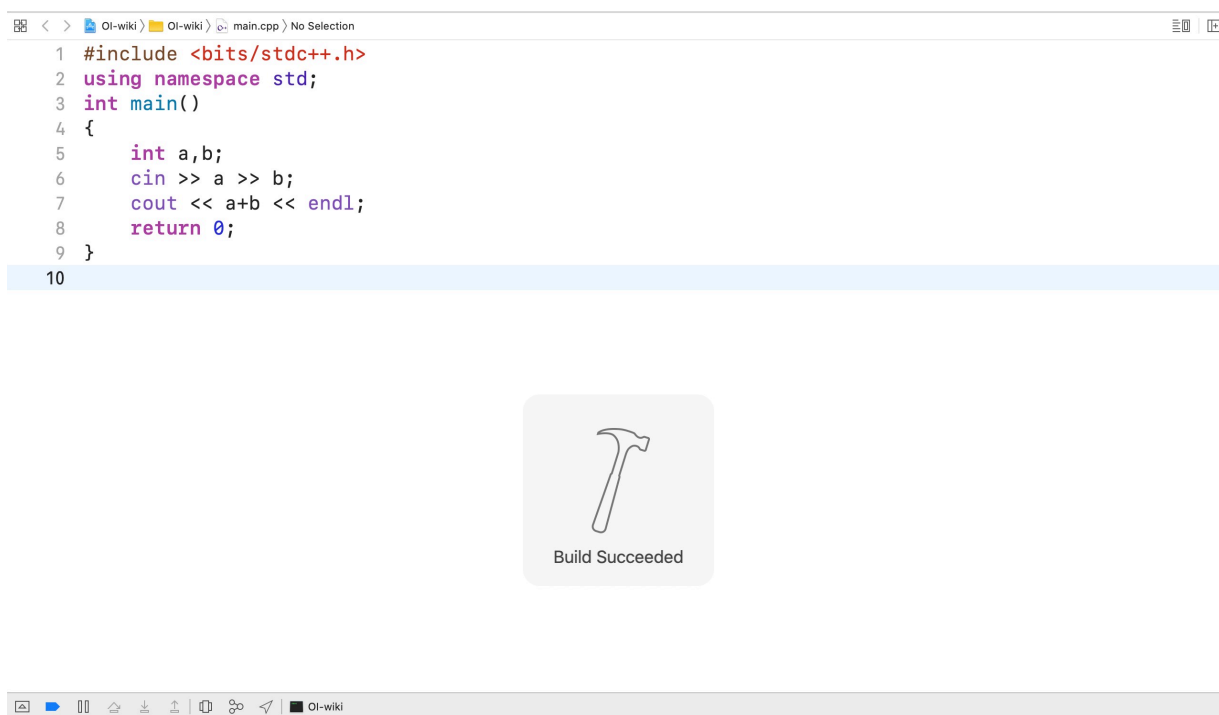 OI-wiki 〉 OI-wiki 〉 main.cpp 〉 No Selection
1 #include <bits/stdc++.h>
2 using namespace std;
3 int main()
4 {
5     int a,b;
6     cin >> a >> b;
7     cout << a+b << endl;
8     return 0;
9 }
10
Build Succeeded
OI-wiki